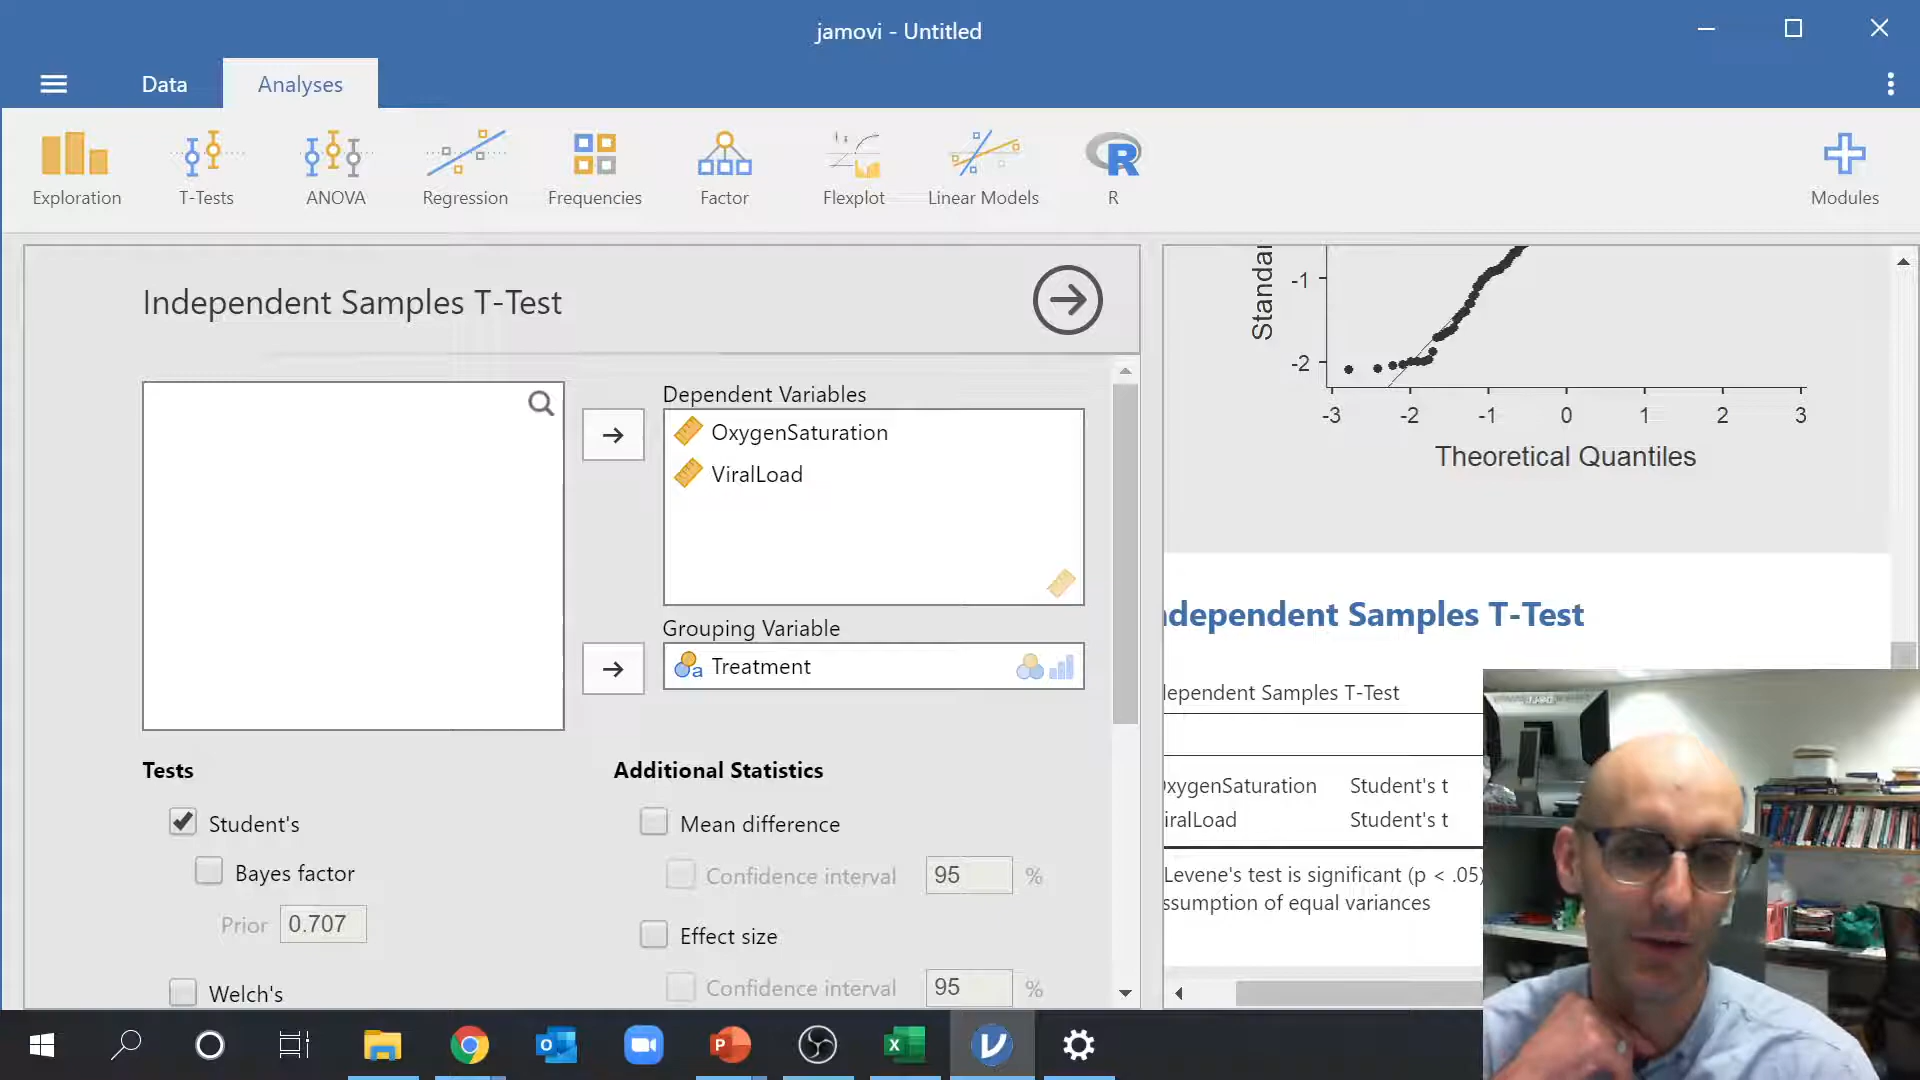 jamovi - Untitled
Data
Analyses
Exploration
T-Tests
ANOVA
Regression
Frequencies
Factor
Flexplot
Linear Models
R
Modules
Independent Samples T-Test
Dependent Variables
OxygenSaturation
ViralLoad
Grouping Variable
a Treatment
Tests
Student's
Bayes factor
Prior 0.707
Welch's
Additional Statistics
Mean difference
Confidence interval 95 %
Effect size
Confidence interval 95 %
Standar
-1
-2
-3 -2 -1 0 1 2 3
Theoretical Quantiles
ndependent Samples T-Test
dependent Samples T-Test
OxygenSaturation Student's t
iralLoad Student's t
Levene's test is significant (p < .05)
ssumption of equal variances